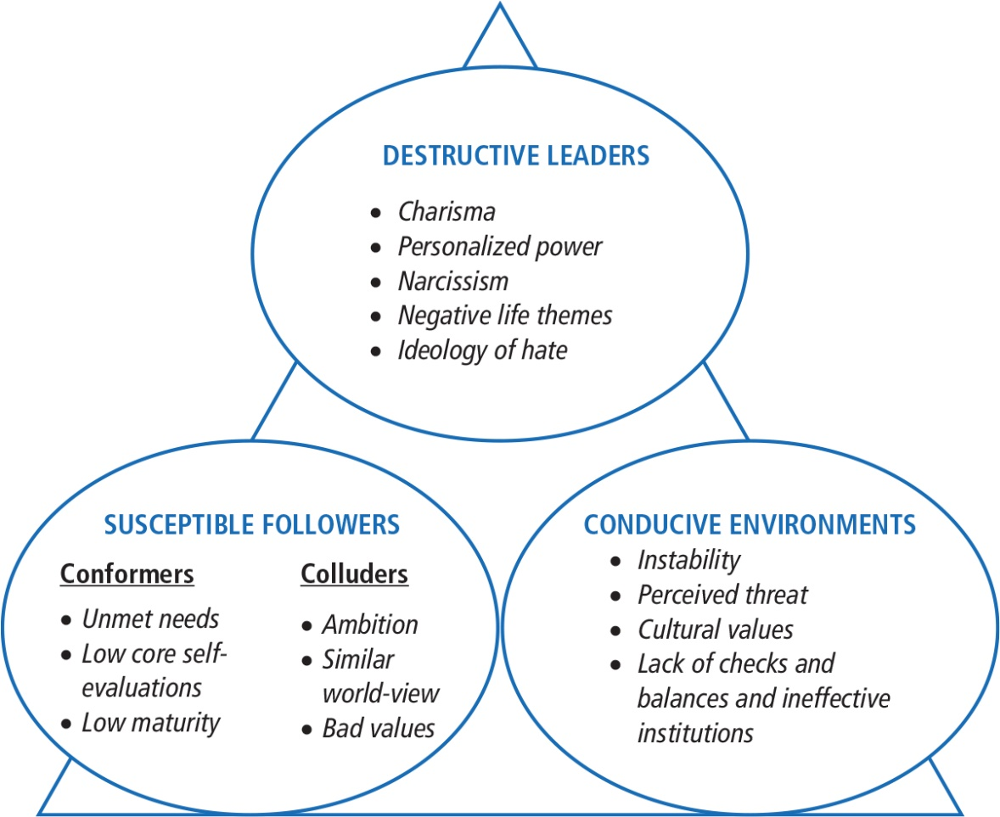 DESTRUCTIVE LEADERS
• Charisma
• Personalized power
• Narcissism
• Negative life themes
• Ideology of hate
SUSCEPTIBLE FOLLOWERS
Conformers
• Unmet needs
• Low core self-
evaluations
• Low maturity
Colluders
• Ambition
• Similar
world-view
• Bad values
CONDUCIVE ENVIRONMENTS
• Instability
• Perceived threat
• Cultural values
• Lack of checks and
balances and ineffective
institutions